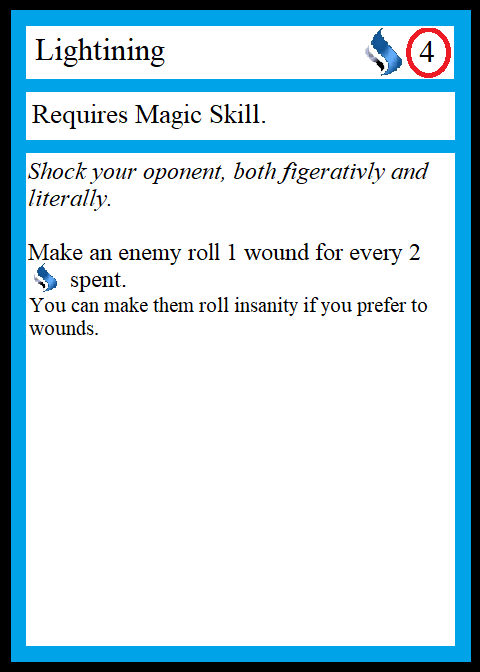 Lightining
4
Requires Magic Skill.
Shock your oponent, both figerativly and
literally.
Make an enemy roll 1 wound for every 2
spent.
You can make them roll insanity if you prefer to
wounds.